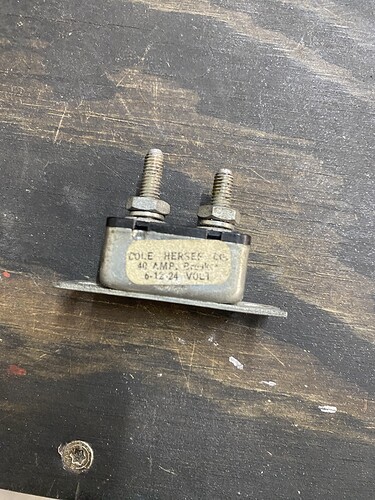 COLE HERSEE CO.
40 AMP. Breaker
6-12-24 VOLT